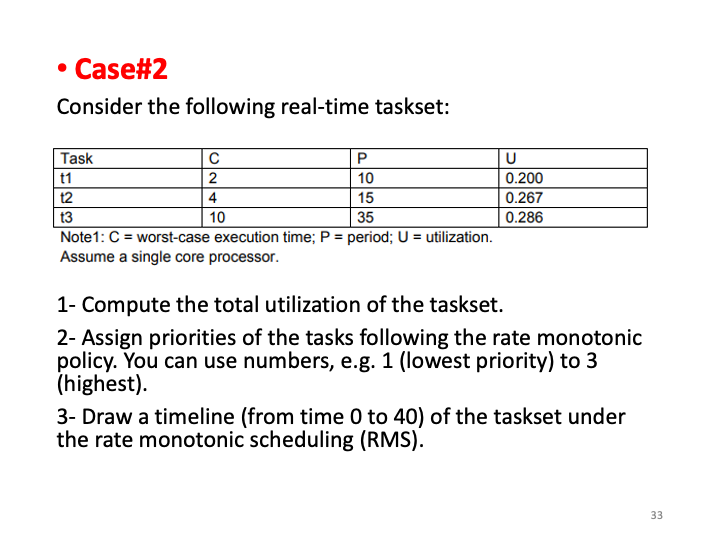 • Case#2
Consider the following real-time taskset:
Task C P U
t1 2 10 0.200
t2 4 15 0.267
t3 10 35 0.286
Note1: C = worst-case execution time; P = period; U = utilization.
Assume a single core processor.
1- Compute the total utilization of the taskset.
2- Assign priorities of the tasks following the rate monotonic
policy. You can use numbers, e.g. 1 (lowest priority) to 3
(highest).
3- Draw a timeline (from time 0 to 40) of the taskset under
the rate monotonic scheduling (RMS).
33